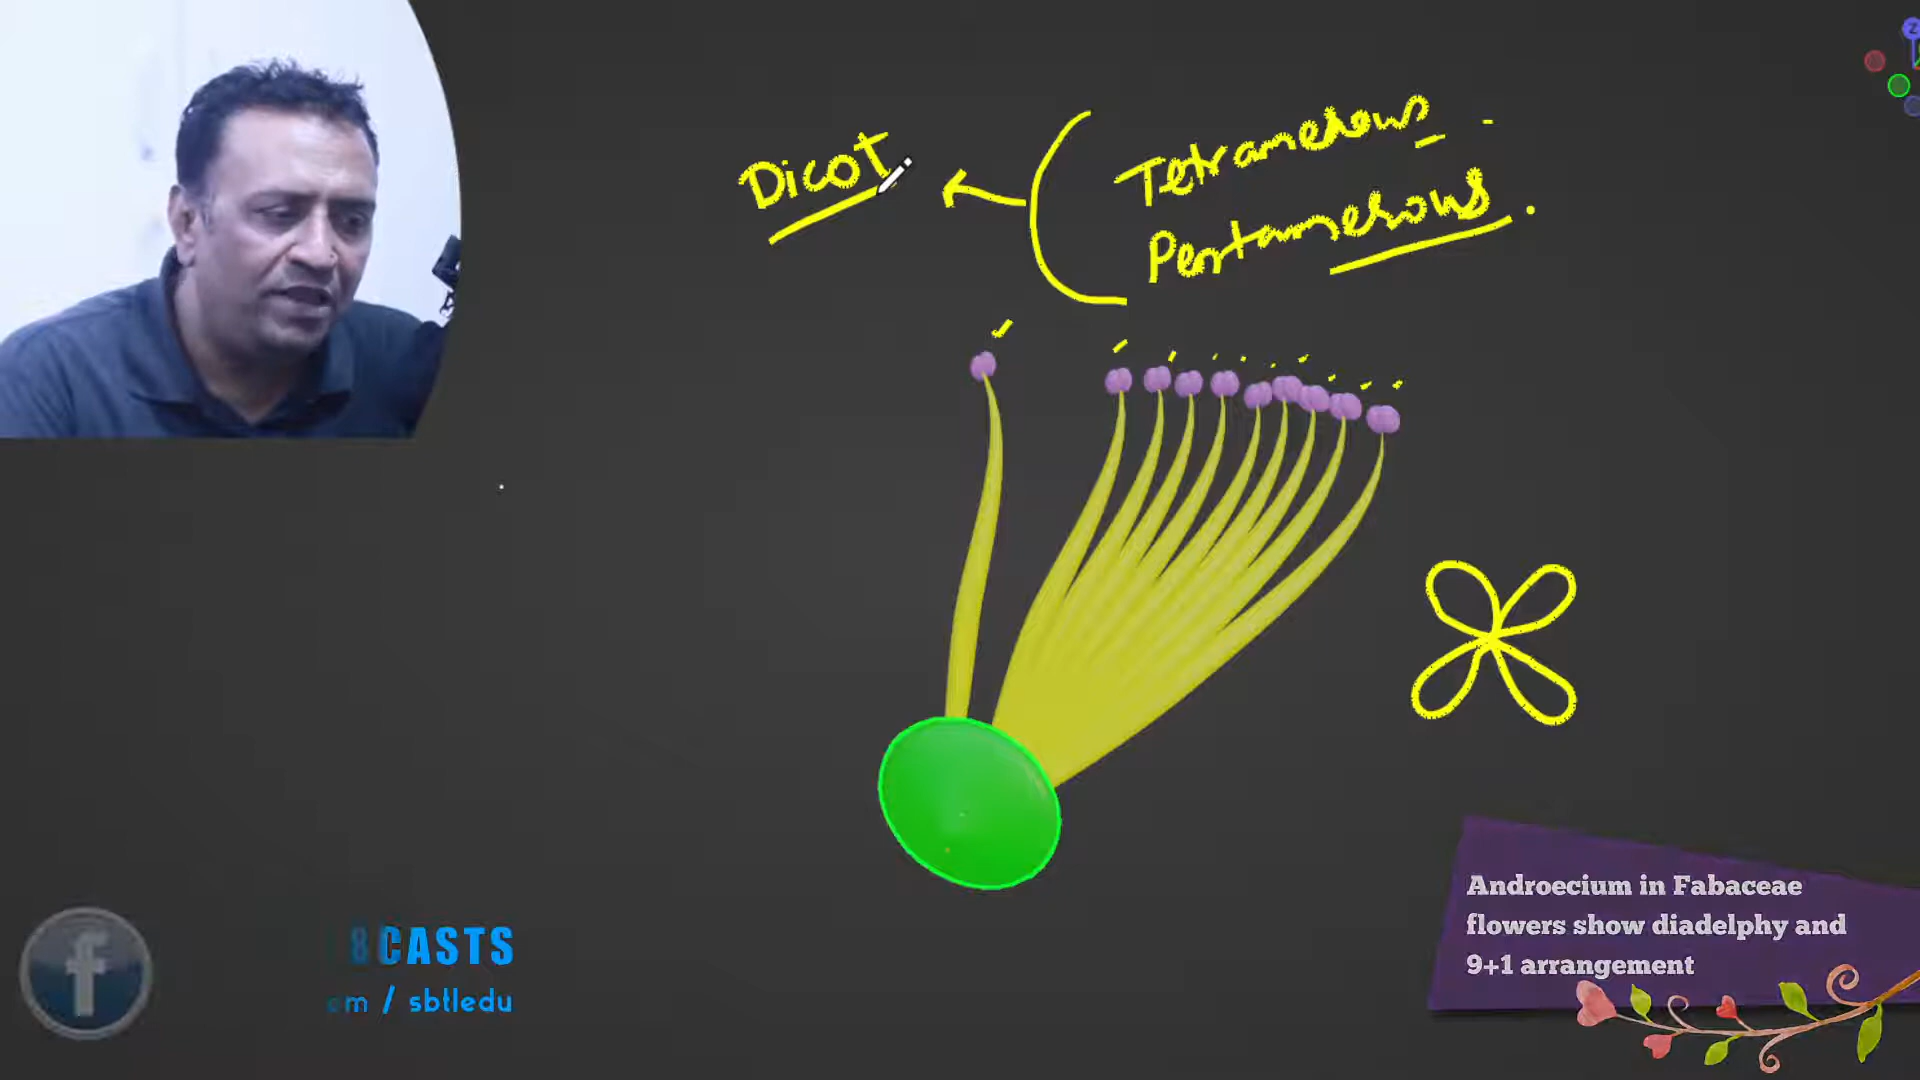 Dicot
Tetramerous
Pentamerous
CASTS
m / sbtledu
Androecium in Fabaceae
flowers show diadelphy and
9+1 arrangement
Z